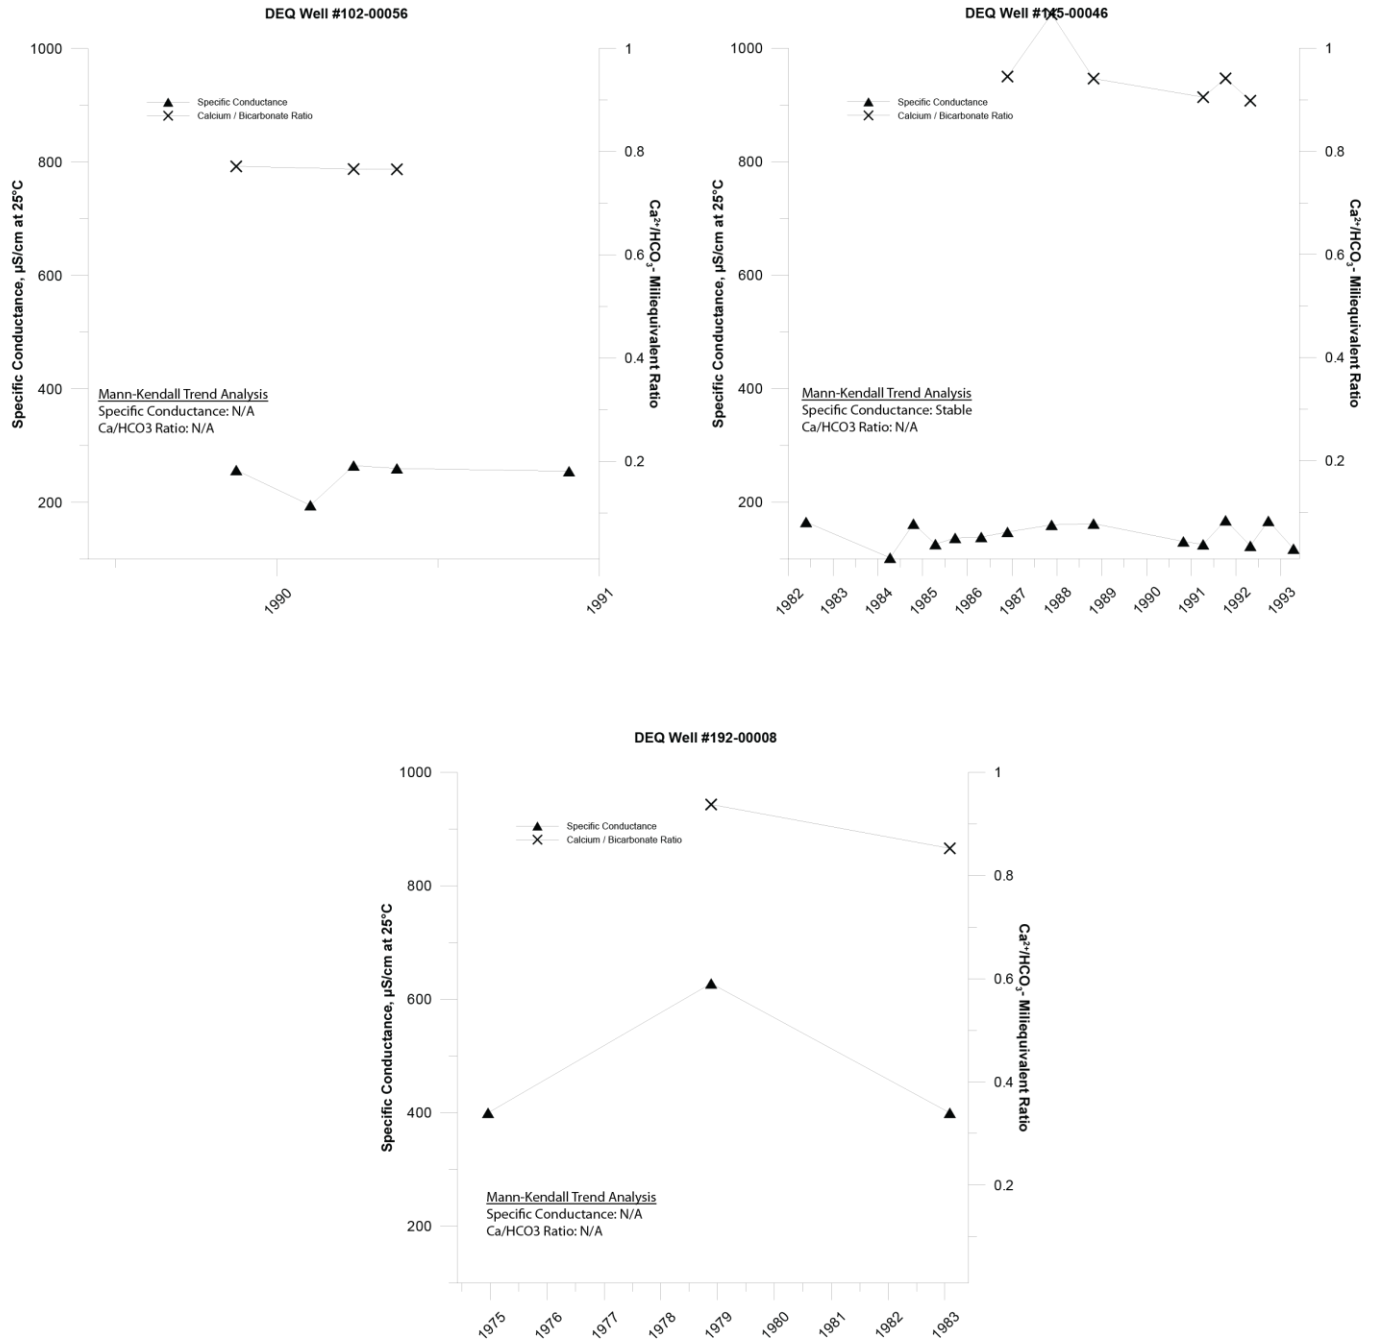 DEQ Well #102-00056
1000
800
600
400
200
Specific Conductance, µS/cm at 25°C
Specific Conductance
Calcium / Bicarbonate Ratio
Mann-Kendall Trend Analysis
Specific Conductance: N/A
Ca/HCO3 Ratio: N/A
1
0.8
0.6
0.4
0.2
Ca²⁺/HCO₃- Miliequivalent Ratio
1990
1991
DEQ Well #145-00046
1000
800
600
400
200
Specific Conductance, µS/cm at 25°C
Specific Conductance
Calcium / Bicarbonate Ratio
Mann-Kendall Trend Analysis
Specific Conductance: Stable
Ca/HCO3 Ratio: N/A
1
0.8
0.6
0.4
0.2
Ca²⁺/HCO₃- Miliequivalent Ratio
1982
1983
1984
1985
1986
1987
1988
1989
1990
1991
1992
1993
DEQ Well #192-00008
1000
800
600
400
200
Specific Conductance, µS/cm at 25°C
Specific Conductance
Calcium / Bicarbonate Ratio
Mann-Kendall Trend Analysis
Specific Conductance: N/A
Ca/HCO3 Ratio: N/A
1
0.8
0.6
0.4
0.2
Ca²⁺/HCO₃- Miliequivalent Ratio
1975
1976
1977
1978
1979
1980
1981
1982
1983